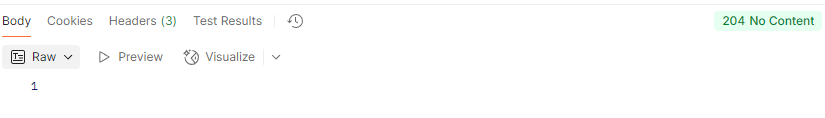 Body Cookies Headers (3) Test Results 204 No Content
Raw Preview Visualize
1